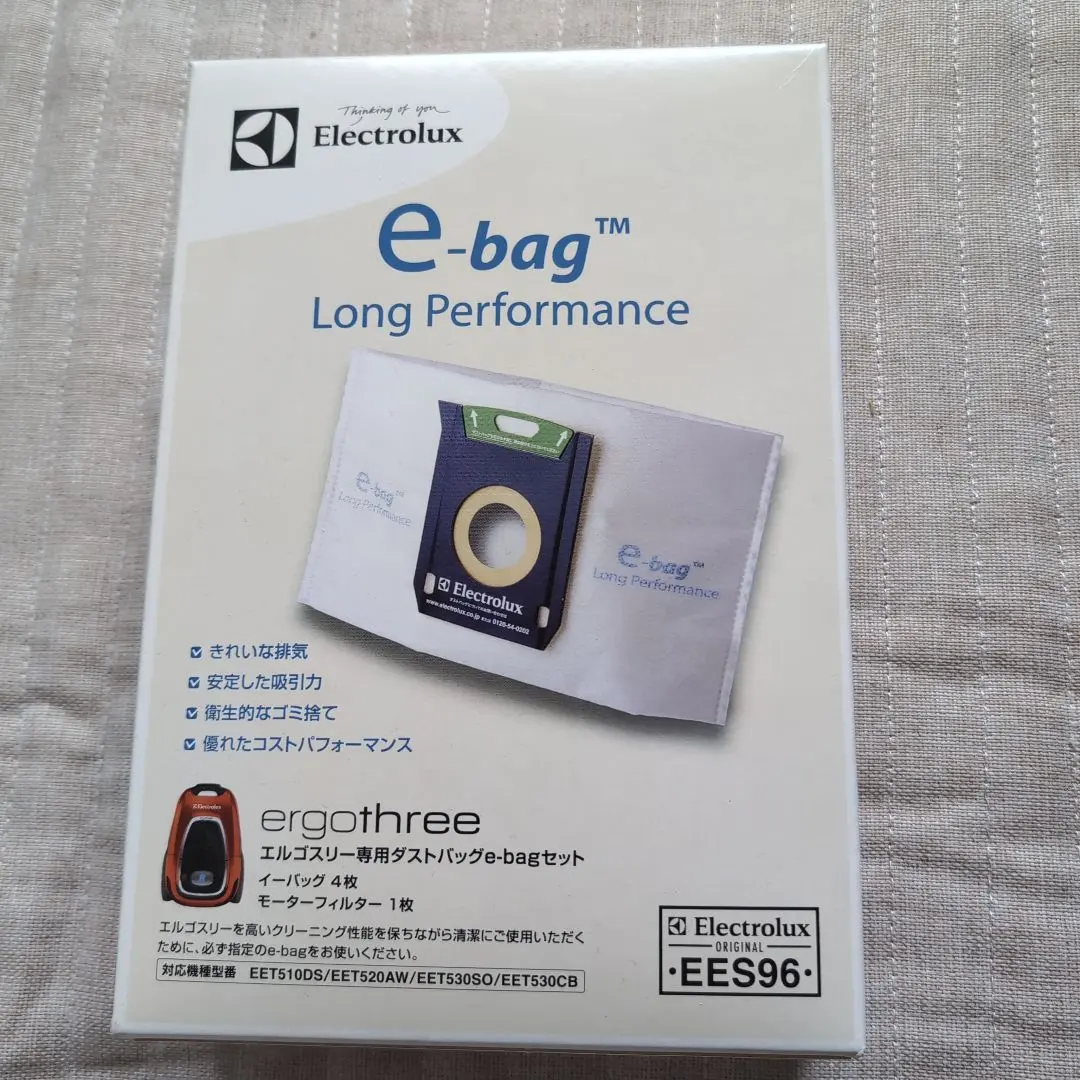 Thinking of you
Electrolux
e-bag™
Long Performance
e-bag™
Long Performance
Electrolux
www.electrolux.co.jp または 0120-54-0202
e-bag™
Long Performance
きれいな排気
安定した吸引力
衛生的なゴミ捨て
優れたコストパフォーマンス
Electrolux
ergothree
エルゴスリー専用ダストバッグe-bagセット
イーバッグ 4枚
モーターフィルター 1枚
エルゴスリーを高いクリーニング性能を保ちながら清潔にご使用いただく
ために、必ず指定のe-bagをお使いください。
対応機種型番 EET510DS/EET520AW/EET530SO/EET530CB
Electrolux
ORIGINAL
・EES96・